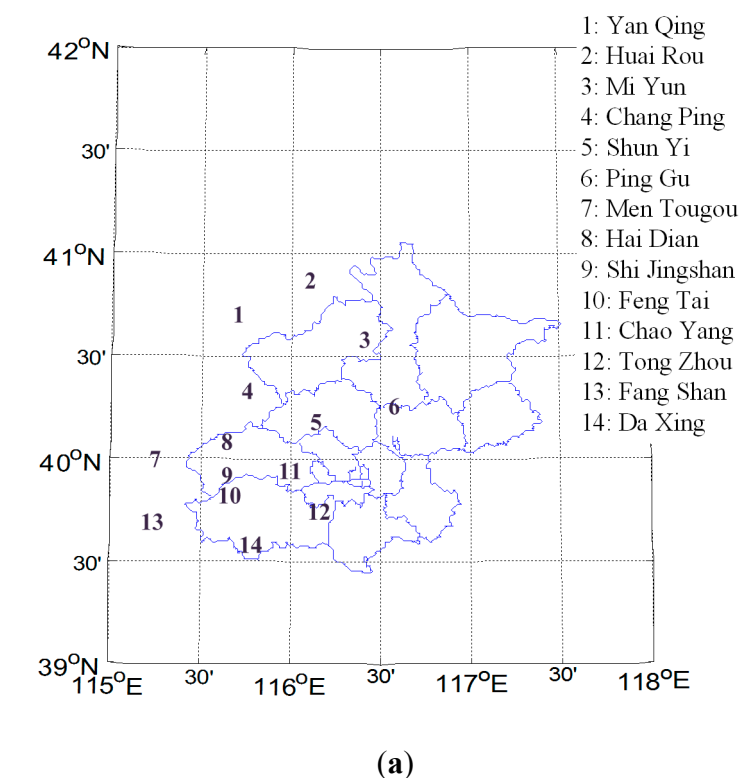 1: Yan Qing
2: Huai Rou
3: Mi Yun
4: Chang Ping
5: Shun Yi
6: Ping Gu
7: Men Tougou
8: Hai Dian
9: Shi Jingshan
10: Feng Tai
11: Chao Yang
12: Tong Zhou
13: Fang Shan
14: Da Xing
42°N
30'
41°N
2
1
3
30'
4
6
5
8
40°N
7
9
11
10
12
13
14
30'
39°N
115°E
30'
116°E
30'
117°E
30'
118°E
(a)